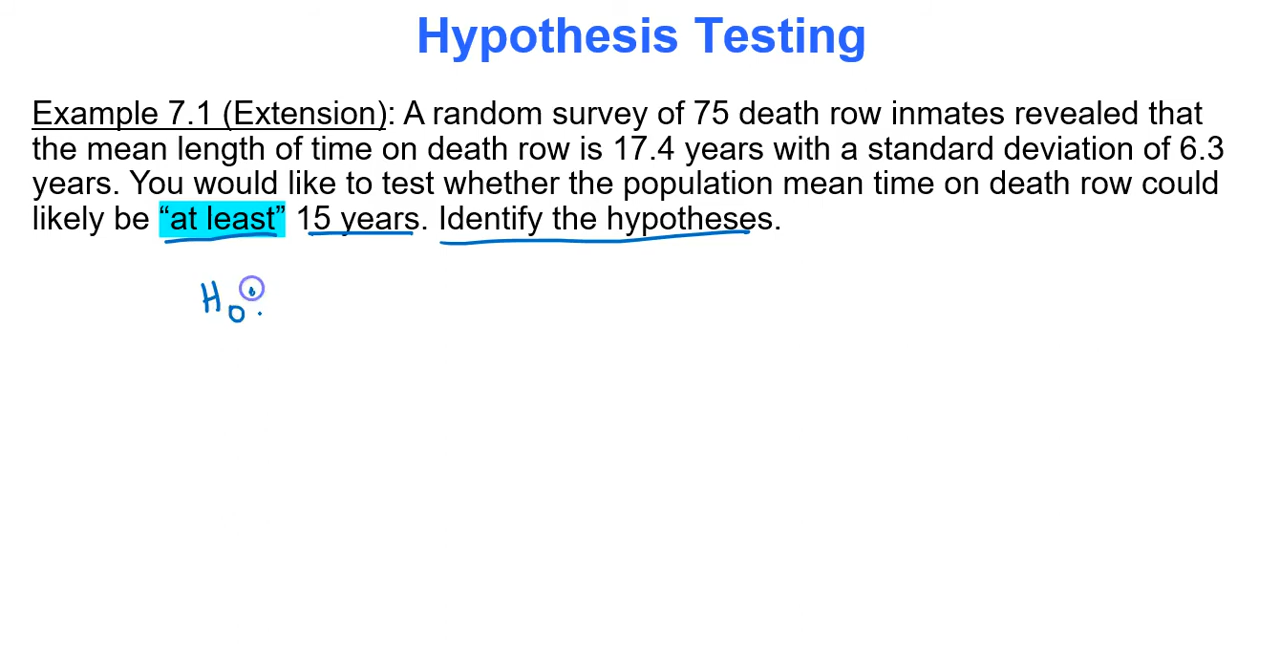 Hypothesis Testing
Example 7.1 (Extension): A random survey of 75 death row inmates revealed that
the mean length of time on death row is 17.4 years with a standard deviation of 6.3
years. You would like to test whether the population mean time on death row could
likely be “at least” 15 years. Identify the hypotheses.
H0: